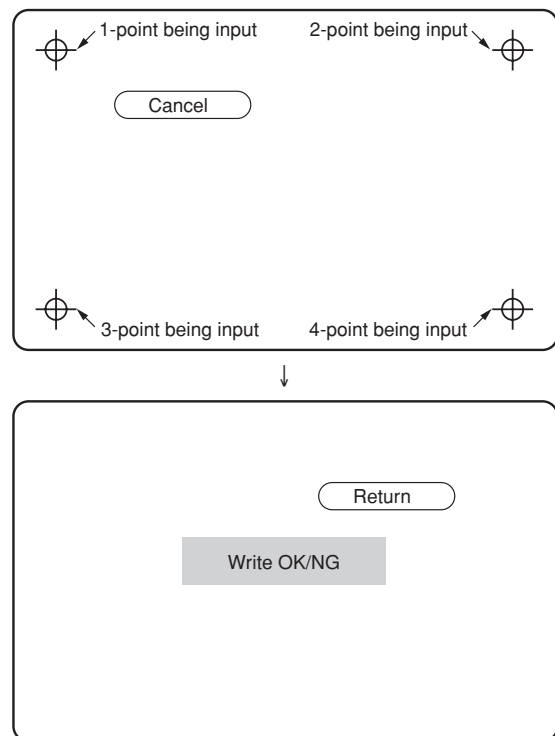 1-point being input 2-point being input
Cancel
3-point being input 4-point being input
Return
Write OK/NG